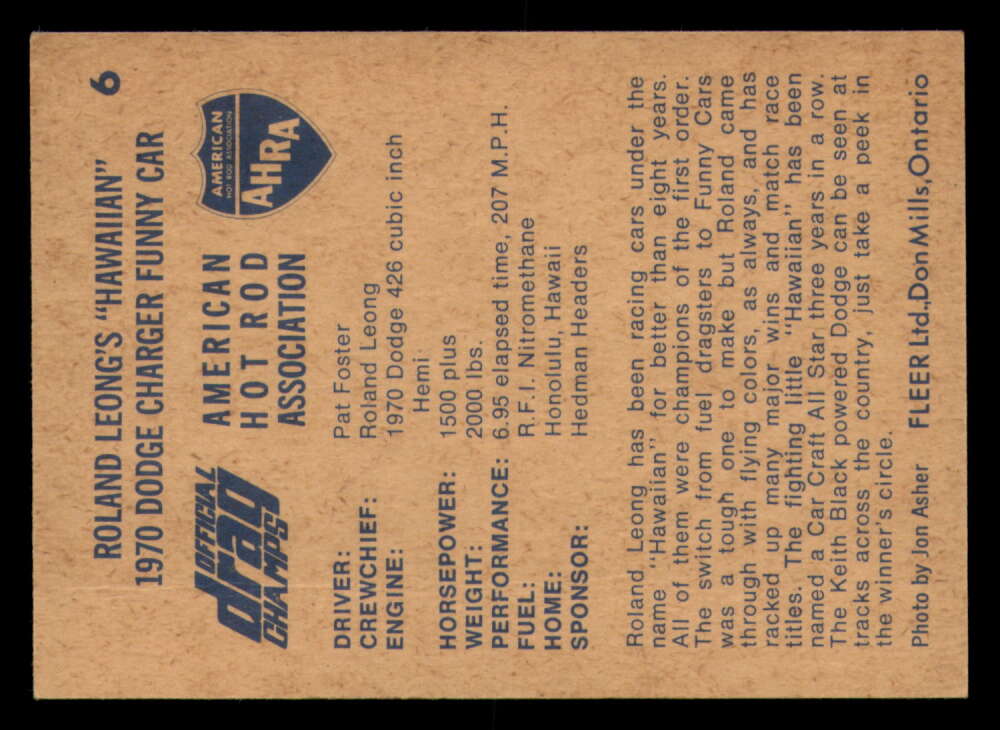 6
ROLAND LEONG'S "HAWAIIAN"
1970 DODGE CHARGER FUNNY CAR
OFFICIAL
drag
CHAMPS
AMERICAN
HOT ROD
ASSOCIATION
AMERICAN
HOT ROD ASSOCIATION
AHRA
DRIVER: Pat Foster
CREWCHIEF: Roland Leong
ENGINE: 1970 Dodge 426 cubic inch
Hemi
HORSEPOWER: 1500 plus
WEIGHT: 2000 lbs.
PERFORMANCE: 6.95 elapsed time, 207 M.P.H.
FUEL: R.F.I. Nitromethane
HOME: Honolulu, Hawaii
SPONSOR: Hedman Headers
Roland Leong has been racing cars under the
name "Hawaiian" for better than eight years.
All of them were champions of the first order.
The switch from fuel dragsters to Funny Cars
was a tough one to make but Roland came
through with flying colors, as always, and has
racked up many major wins and match race
titles. The fighting little "Hawaiian" has been
named a Car Craft All Star three years in a row.
The Keith Black powered Dodge can be seen at
tracks across the country, just take a peek in
the winner's circle.
Photo by Jon Asher FLEER Ltd., Don Mills, Ontario